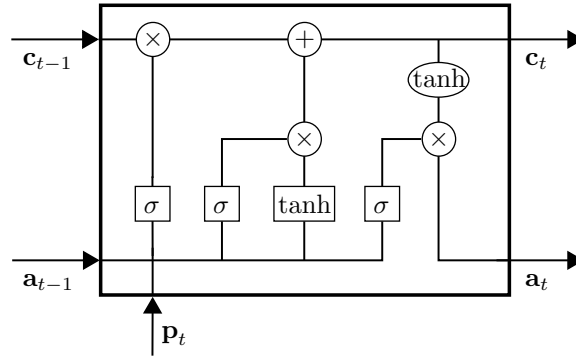 × +
c_{t−1} c_t
tanh
× ×
σ σ tanh σ
a_{t−1} a_t
p_t